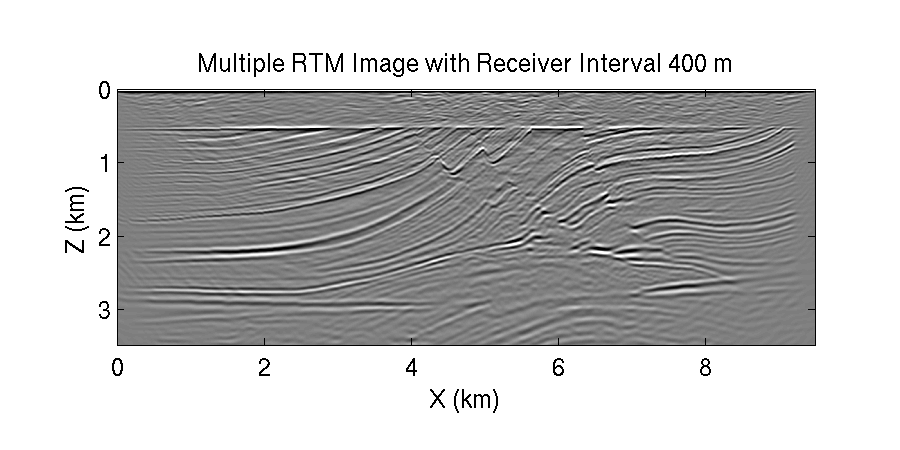 Multiple RTM Image with Receiver Interval 400 m
0
1
2
3
Z (km)
0 2 4 6 8
X (km)